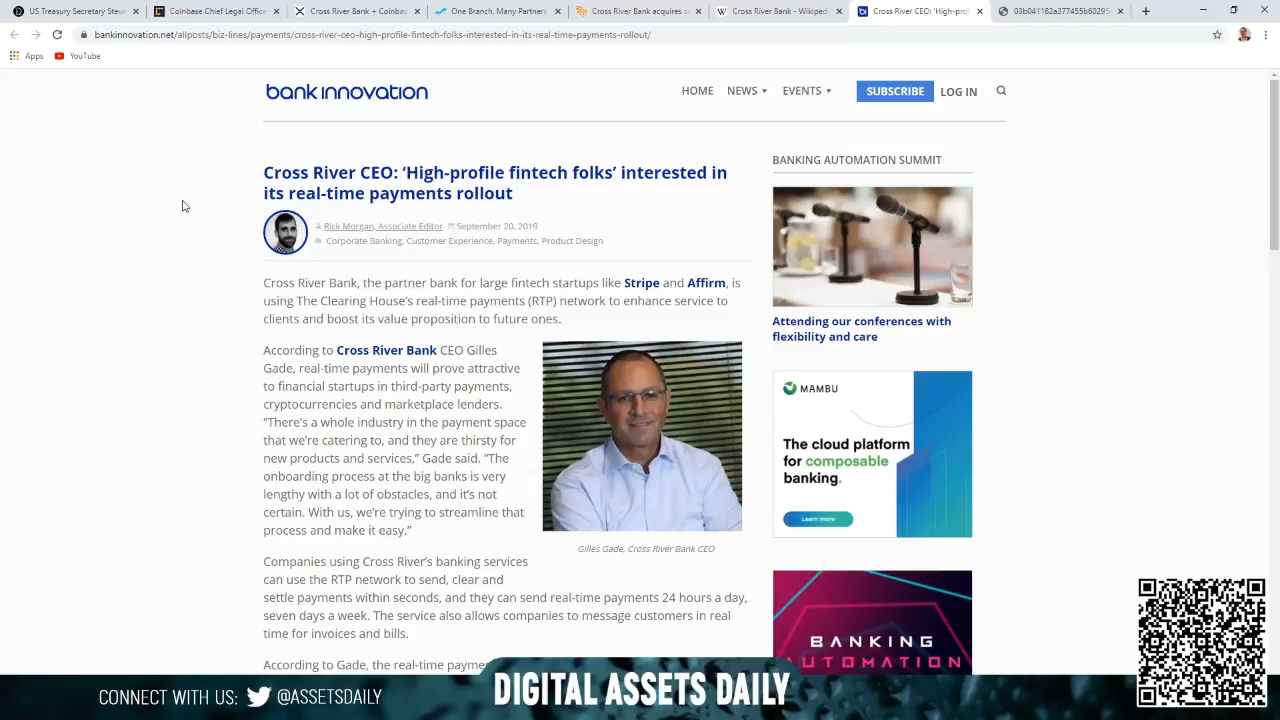 US Treasury Secretary Stev
Coinbase Chief Legal Office
Cross River Bank + Coinbas
One Branch, Many Partners
Cross River Bank acquires s
Cross River Bank - Wikiped
Cross River CEO: 'High-prof
03b041182a377455b60295
bankinnovation.net/allposts/biz-lines/payments/cross-river-ceo-high-profile-fintech-folks-interested-in-its-real-time-payments-rollout/
Apps YouTube
bank innovation
HOME NEWS EVENTS SUBSCRIBE LOG IN
Cross River CEO: ‘High-profile fintech folks’ interested in
its real-time payments rollout
Rick Morgan, Associate Editor September 20, 2019
Corporate Banking, Customer Experience, Payments, Product Design
Cross River Bank, the partner bank for large fintech startups like Stripe and Affirm, is
using The Clearing House’s real-time payments (RTP) network to enhance service to
clients and boost its value proposition to future ones.
According to Cross River Bank CEO Gilles
Gade, real-time payments will prove attractive
to financial startups in third-party payments,
cryptocurrencies and marketplace lenders.
“There’s a whole industry in the payment space
that we’re catering to, and they are thirsty for
new products and services,” Gade said. “The
onboarding process at the big banks is very
lengthy with a lot of obstacles, and it’s not
certain. With us, we’re trying to streamline that
process and make it easy.”
Gilles Gade, Cross River Bank CEO
Companies using Cross River’s banking services
can use the RTP network to send, clear and
settle payments within seconds, and they can send real-time payments 24 hours a day,
seven days a week. The service also allows companies to message customers in real
time for invoices and bills.
According to Gade, the real-time payme
BANKING AUTOMATION SUMMIT
Attending our conferences with
flexibility and care
MAMBU
The cloud platform
for composable
banking.
Learn more
BANKING
AUTOMATION
CONNECT WITH US: @ASSETSDAILY
DIGITAL ASSETS DAILY